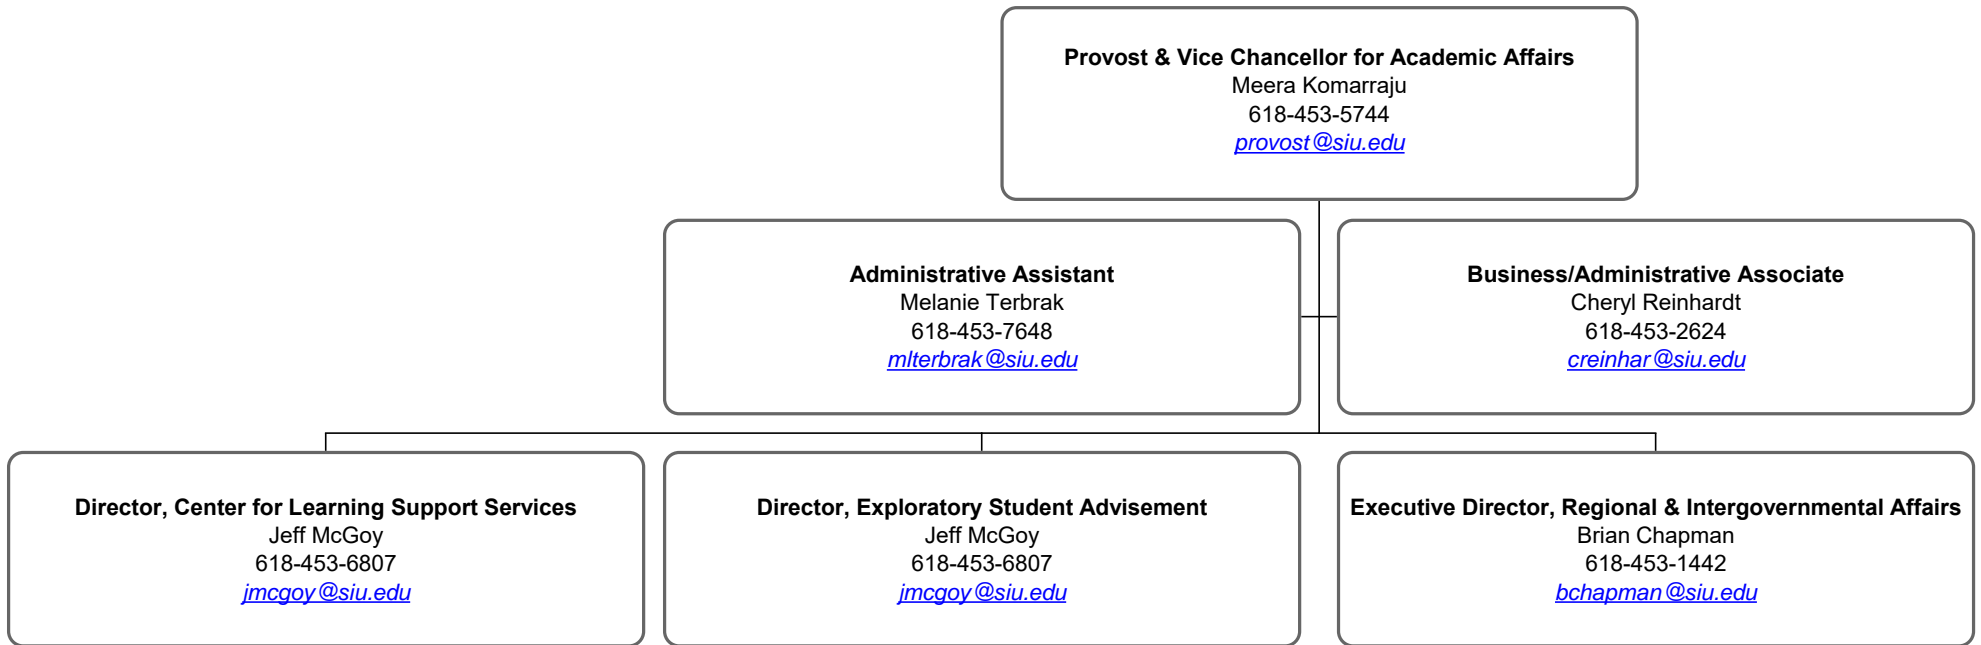 Provost & Vice Chancellor for Academic Affairs
Meera Komarraju
618-453-5744
provost@siu.edu
Administrative Assistant
Melanie Terbrak
618-453-7648
mlterbrak@siu.edu
Business/Administrative Associate
Cheryl Reinhardt
618-453-2624
creinhar@siu.edu
Director, Center for Learning Support Services
Jeff McGoy
618-453-6807
jmcgoy@siu.edu
Director, Exploratory Student Advisement
Jeff McGoy
618-453-6807
jmcgoy@siu.edu
Executive Director, Regional & Intergovernmental Affairs
Brian Chapman
618-453-1442
bchapman@siu.edu